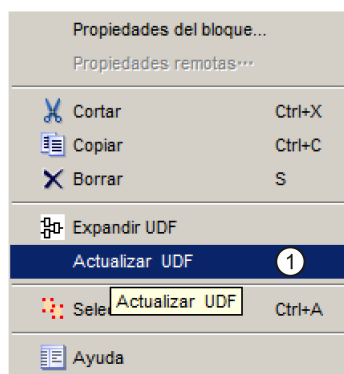 Propiedades del bloque...
Propiedades remotas...
Cortar Ctrl+X
Copiar Ctrl+C
Borrar S
Expandir UDF
Actualizar UDF 1
Actualizar UDF
Ctrl+A
Ayuda